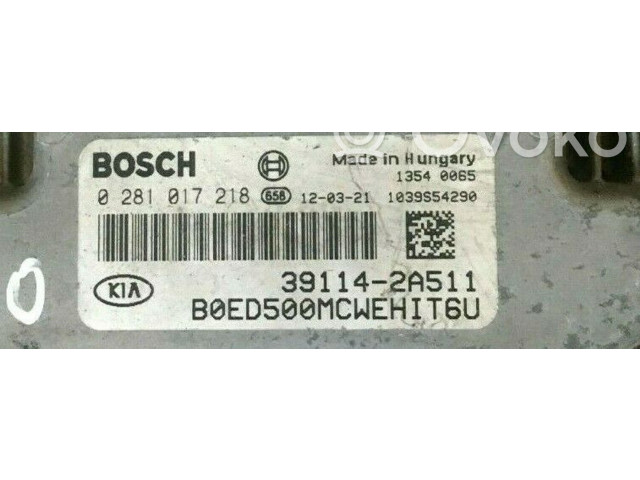 Ovoko
BOSCH
Made in Hungary
1354 0065
0 281 017 218 658 12-03-21 1039S54290
39114-2A511
KIA
B0ED500MCWEHIT6U
O